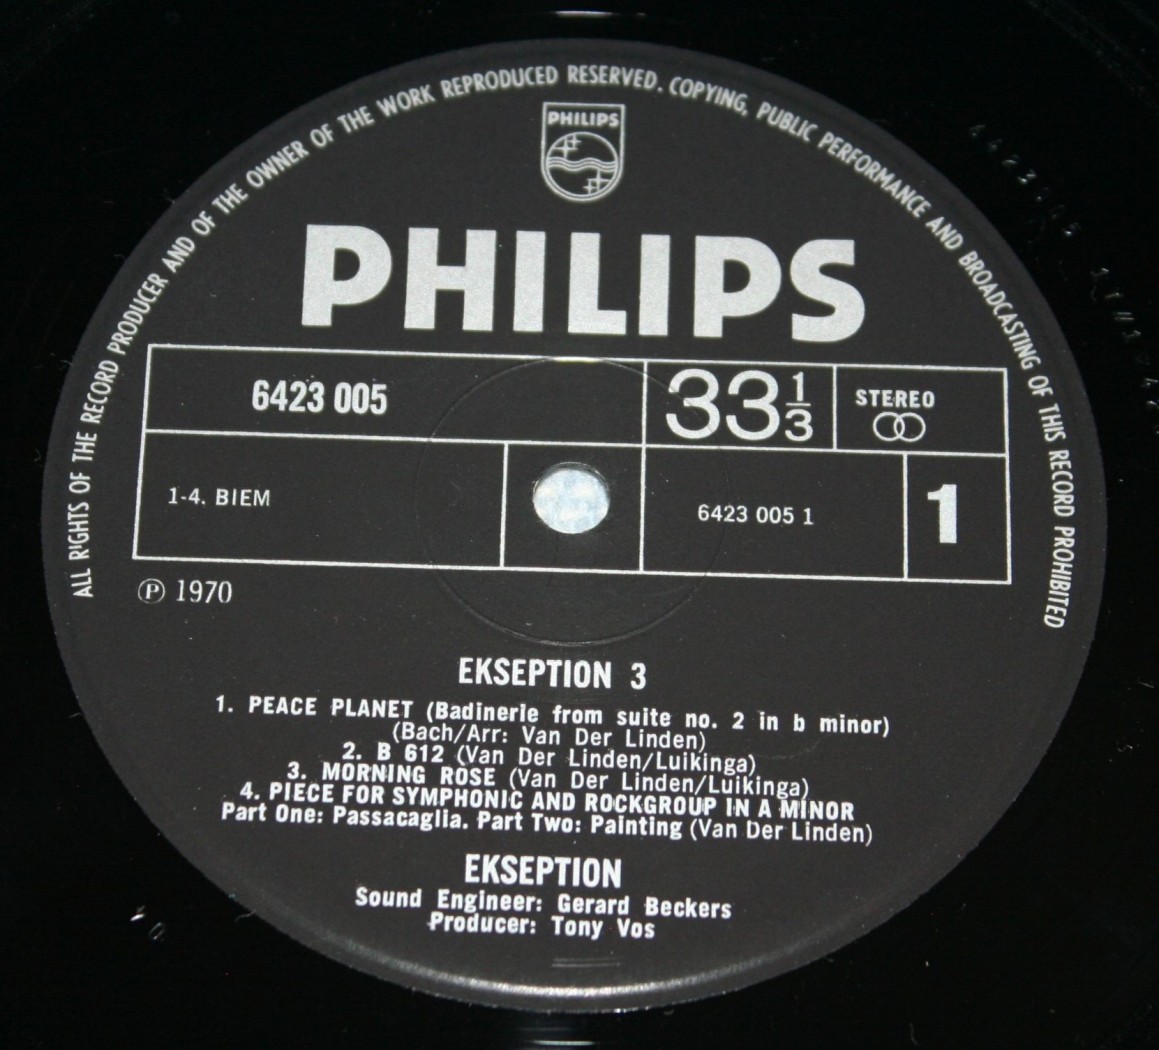 ALL RIGHTS OF THE RECORD PRODUCER AND OF THE OWNER OF THE WORK REPRODUCED RESERVED. COPYING, PUBLIC PERFORMANCE AND BROADCASTING OF THIS RECORD PROHIBITED
PHILIPS
PHILIPS
6423 005
33 1/3
STEREO
1-4. BIEM
6423 005 1
1
Ⓟ 1970
EKSEPTION 3
1. PEACE PLANET (Badinerie from suite no. 2 in b minor)
(Bach/Arr: Van Der Linden)
2. B 612 (Van Der Linden/Luikinga)
3. MORNING ROSE (Van Der Linden/Luikinga)
4. PIECE FOR SYMPHONIC AND ROCKGROUP IN A MINOR
Part One: Passacaglia. Part Two: Painting (Van Der Linden)
EKSEPTION
Sound Engineer: Gerard Beckers
Producer: Tony Vos